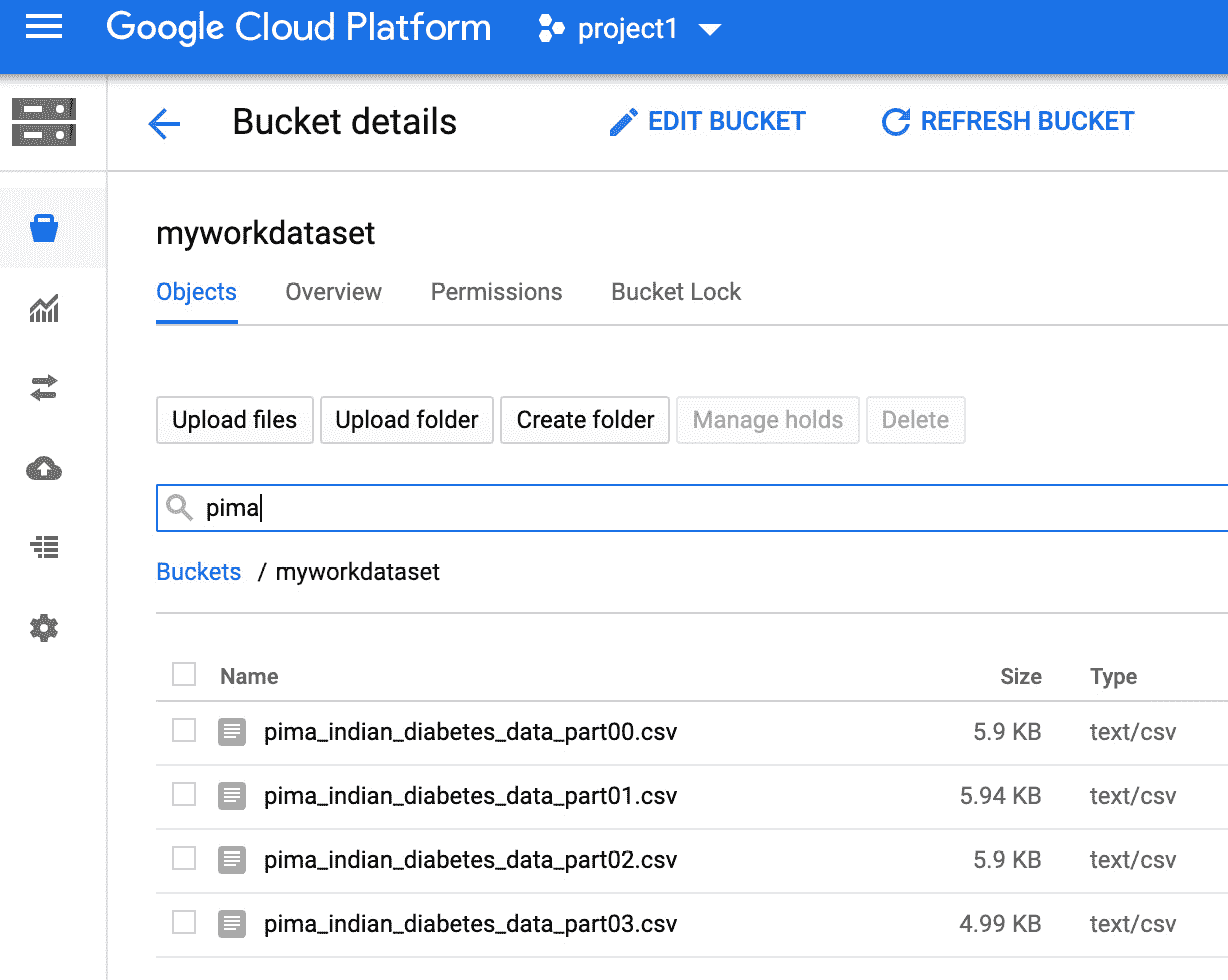 Google Cloud Platform project1
Bucket details EDIT BUCKET REFRESH BUCKET
myworkdataset
Objects Overview Permissions Bucket Lock
Upload files Upload folder Create folder Manage holds Delete
pima
Buckets / myworkdataset
Name Size Type
pima_indian_diabetes_data_part00.csv 5.9 KB text/csv
pima_indian_diabetes_data_part01.csv 5.94 KB text/csv
pima_indian_diabetes_data_part02.csv 5.9 KB text/csv
pima_indian_diabetes_data_part03.csv 4.99 KB text/csv